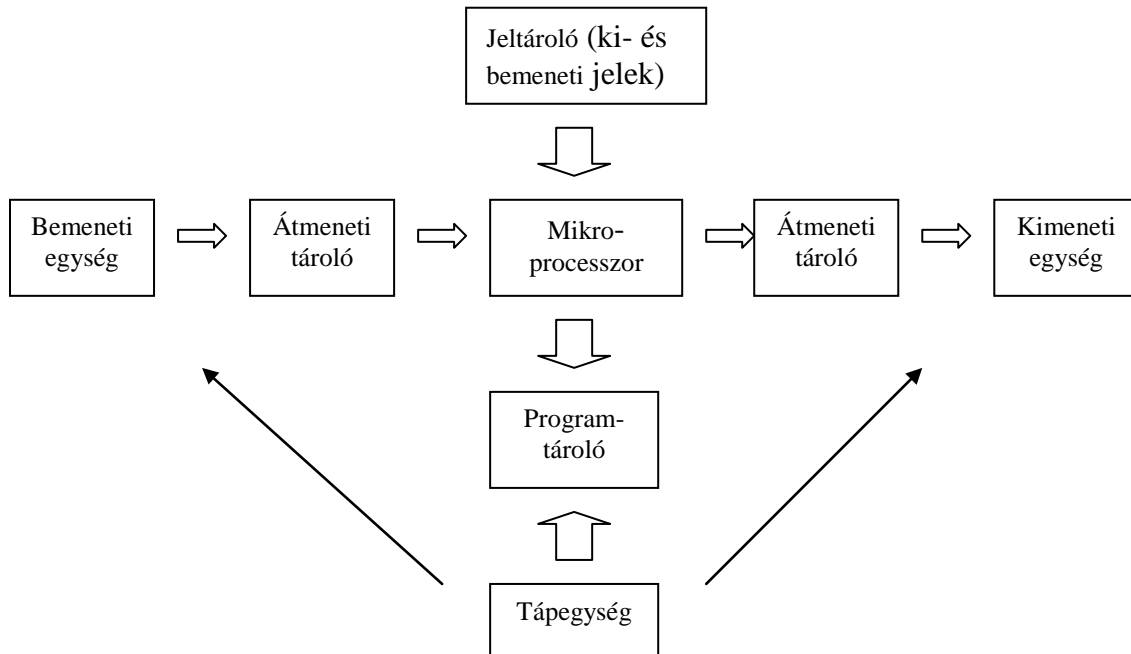 Jeltároló (ki- és
bemeneti jelek)
Bemeneti
egység
Átmeneti
tároló
Mikro-
processzor
Átmeneti
tároló
Kimeneti
egység
Program-
tároló
Tápegység